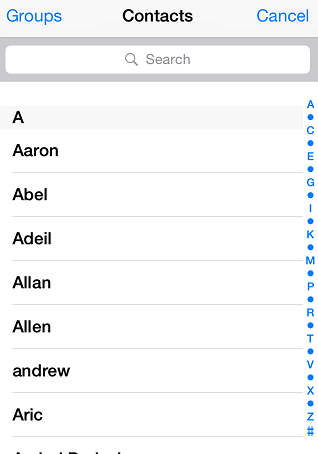 Groups Contacts Cancel
Search
A
Aaron
Abel
Adeil
Allan
Allen
andrew
Aric
A
C
E
G
I
K
M
P
R
T
V
X
Z
#